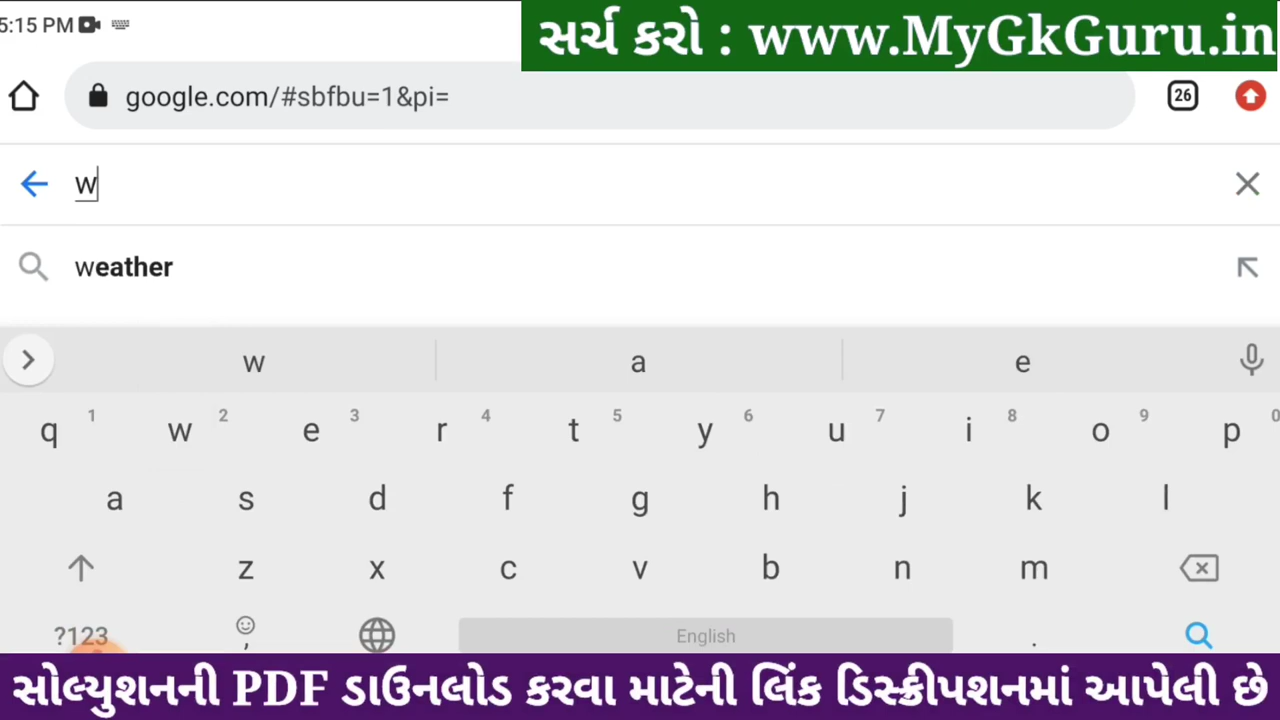 5:15 PM
સર્ચ કરો : www.MyGkGuru.in
google.com/#sbfbu=1&pi=
26
w
weather
w a e
q 1 w 2 e 3 r 4 t 5 y 6 u 7 i 8 o 9 p 0
a s d f g h j k l
z x c v b n m
?123 , English .
સોલ્યુશનની PDF ડાઉનલોડ કરવા માટેની લિંક ડિસ્ક્રીપશનમાં આપેલી છે